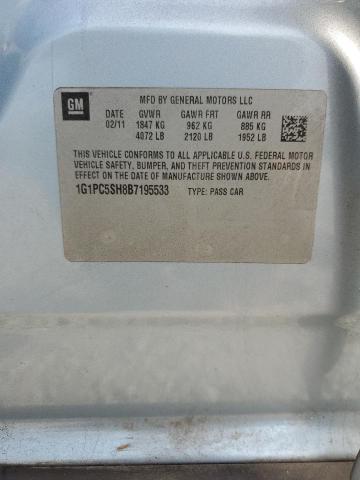 GM
MFD BY GENERAL MOTORS LLC
DATE GVWR GAWR FRT GAWR RR
02/11 1847 KG 962 KG 885 KG
4072 LB 2120 LB 1952 LB
THIS VEHICLE CONFORMS TO ALL APPLICABLE U.S. FEDERAL MOTOR
VEHICLE SAFETY, BUMPER, AND THEFT PREVENTION STANDARDS IN
EFFECT ON THE DATE OF MANUFACTURE SHOWN ABOVE.
1G1PC5SH8B7195533 TYPE: PASS CAR